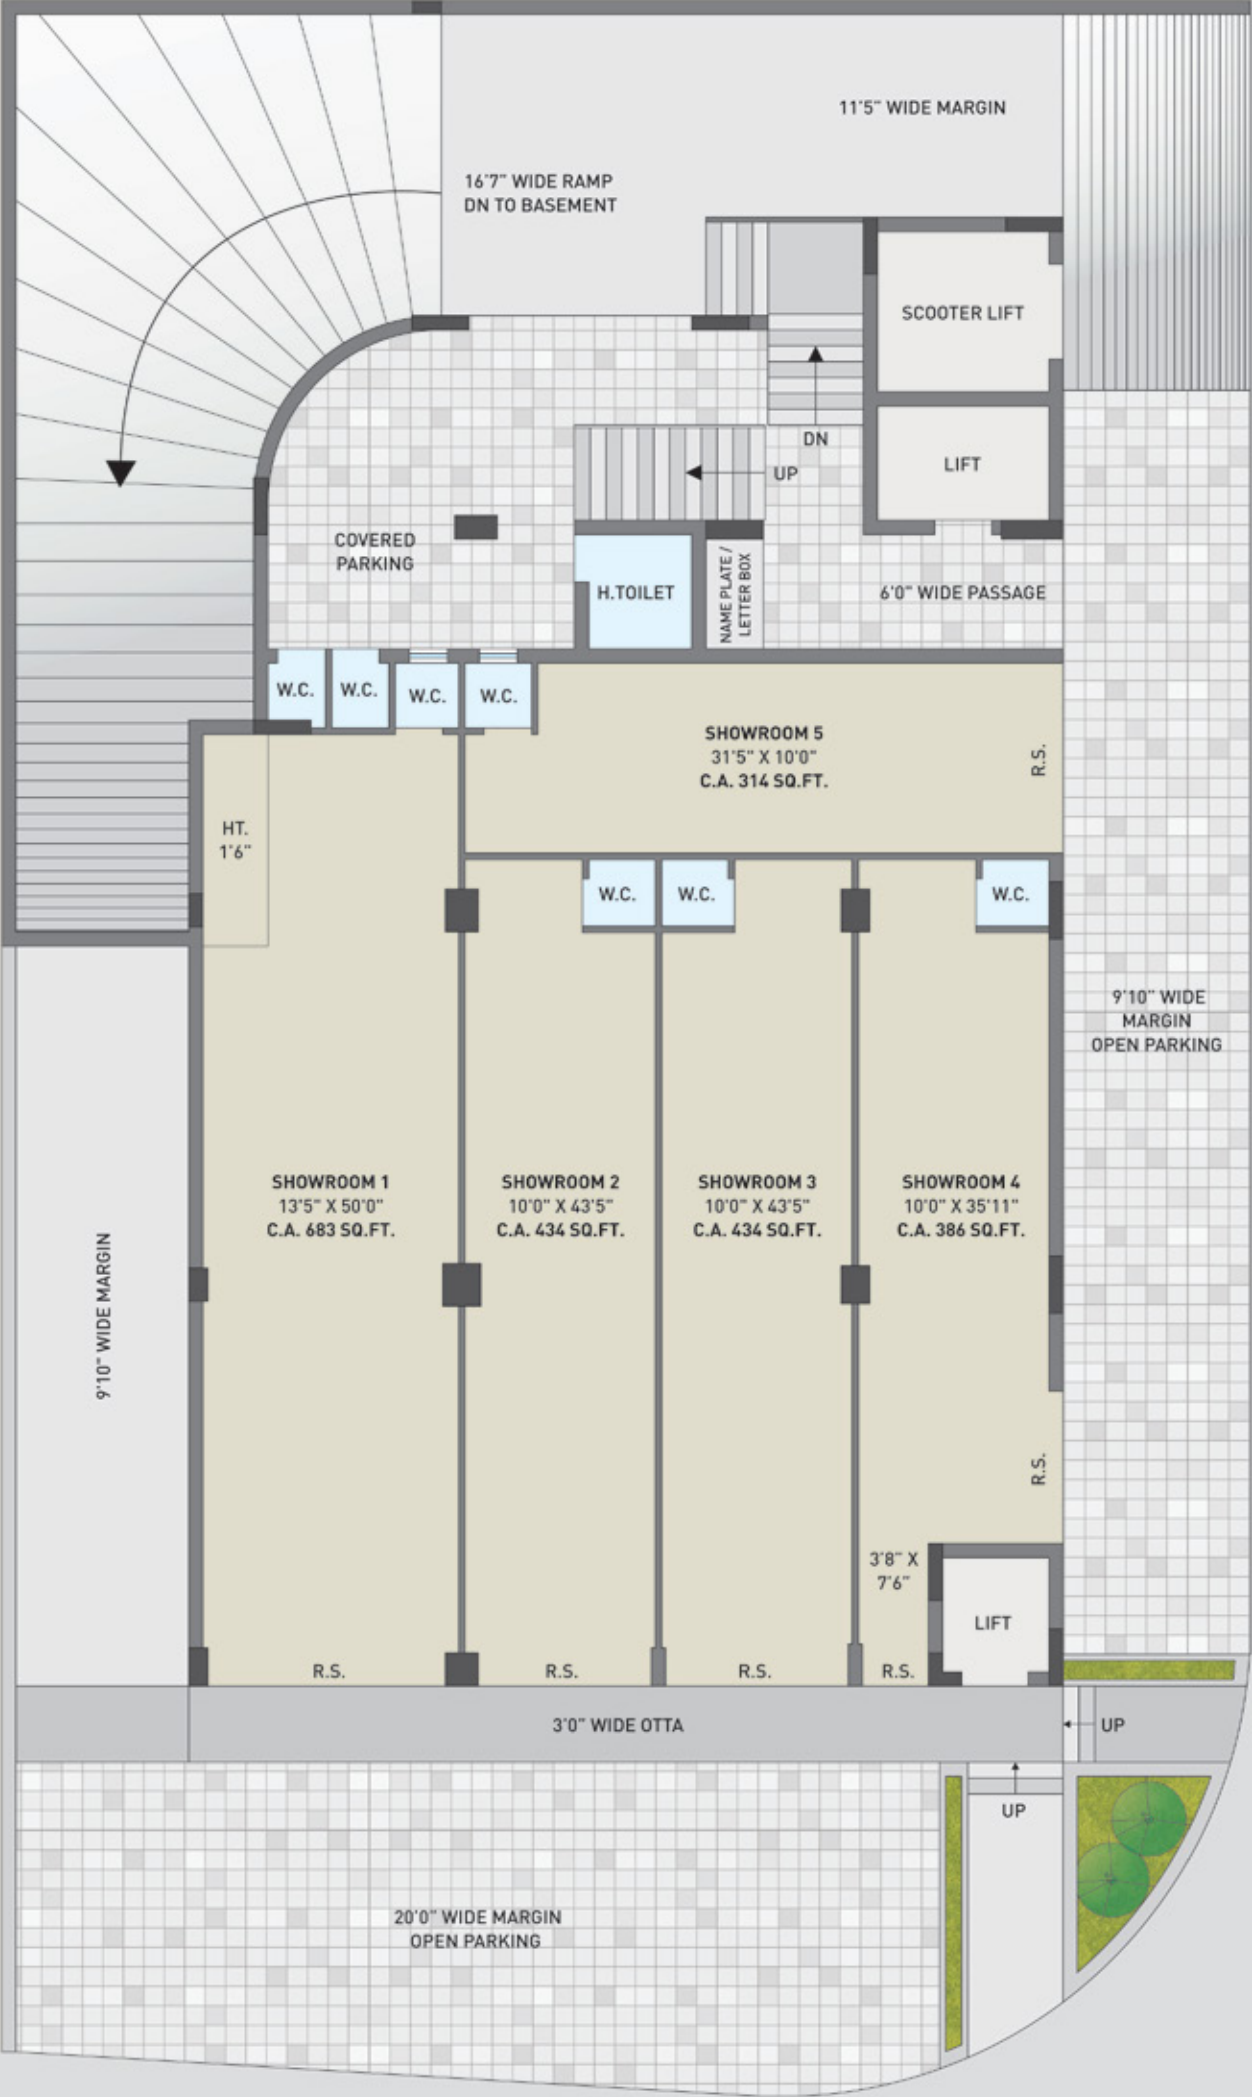 11'5" WIDE MARGIN
16'7" WIDE RAMP
DN TO BASEMENT
SCOOTER LIFT
DN
LIFT
UP
COVERED
PARKING
H.TOILET
NAME PLATE /
LETTER BOX
6'0" WIDE PASSAGE
W.C.
W.C.
W.C.
W.C.
SHOWROOM 5
31'5" X 10'0"
C.A. 314 SQ.FT.
R.S.
HT.
1'6"
W.C.
W.C.
W.C.
9'10" WIDE
MARGIN
OPEN PARKING
SHOWROOM 1
13'5" X 50'0"
C.A. 683 SQ.FT.
SHOWROOM 2
10'0" X 43'5"
C.A. 434 SQ.FT.
SHOWROOM 3
10'0" X 43'5"
C.A. 434 SQ.FT.
SHOWROOM 4
10'0" X 35'11"
C.A. 386 SQ.FT.
9'10" WIDE MARGIN
R.S.
3'8" X
7'6"
LIFT
R.S.
R.S.
R.S.
R.S.
3'0" WIDE OTTA
UP
UP
20'0" WIDE MARGIN
OPEN PARKING